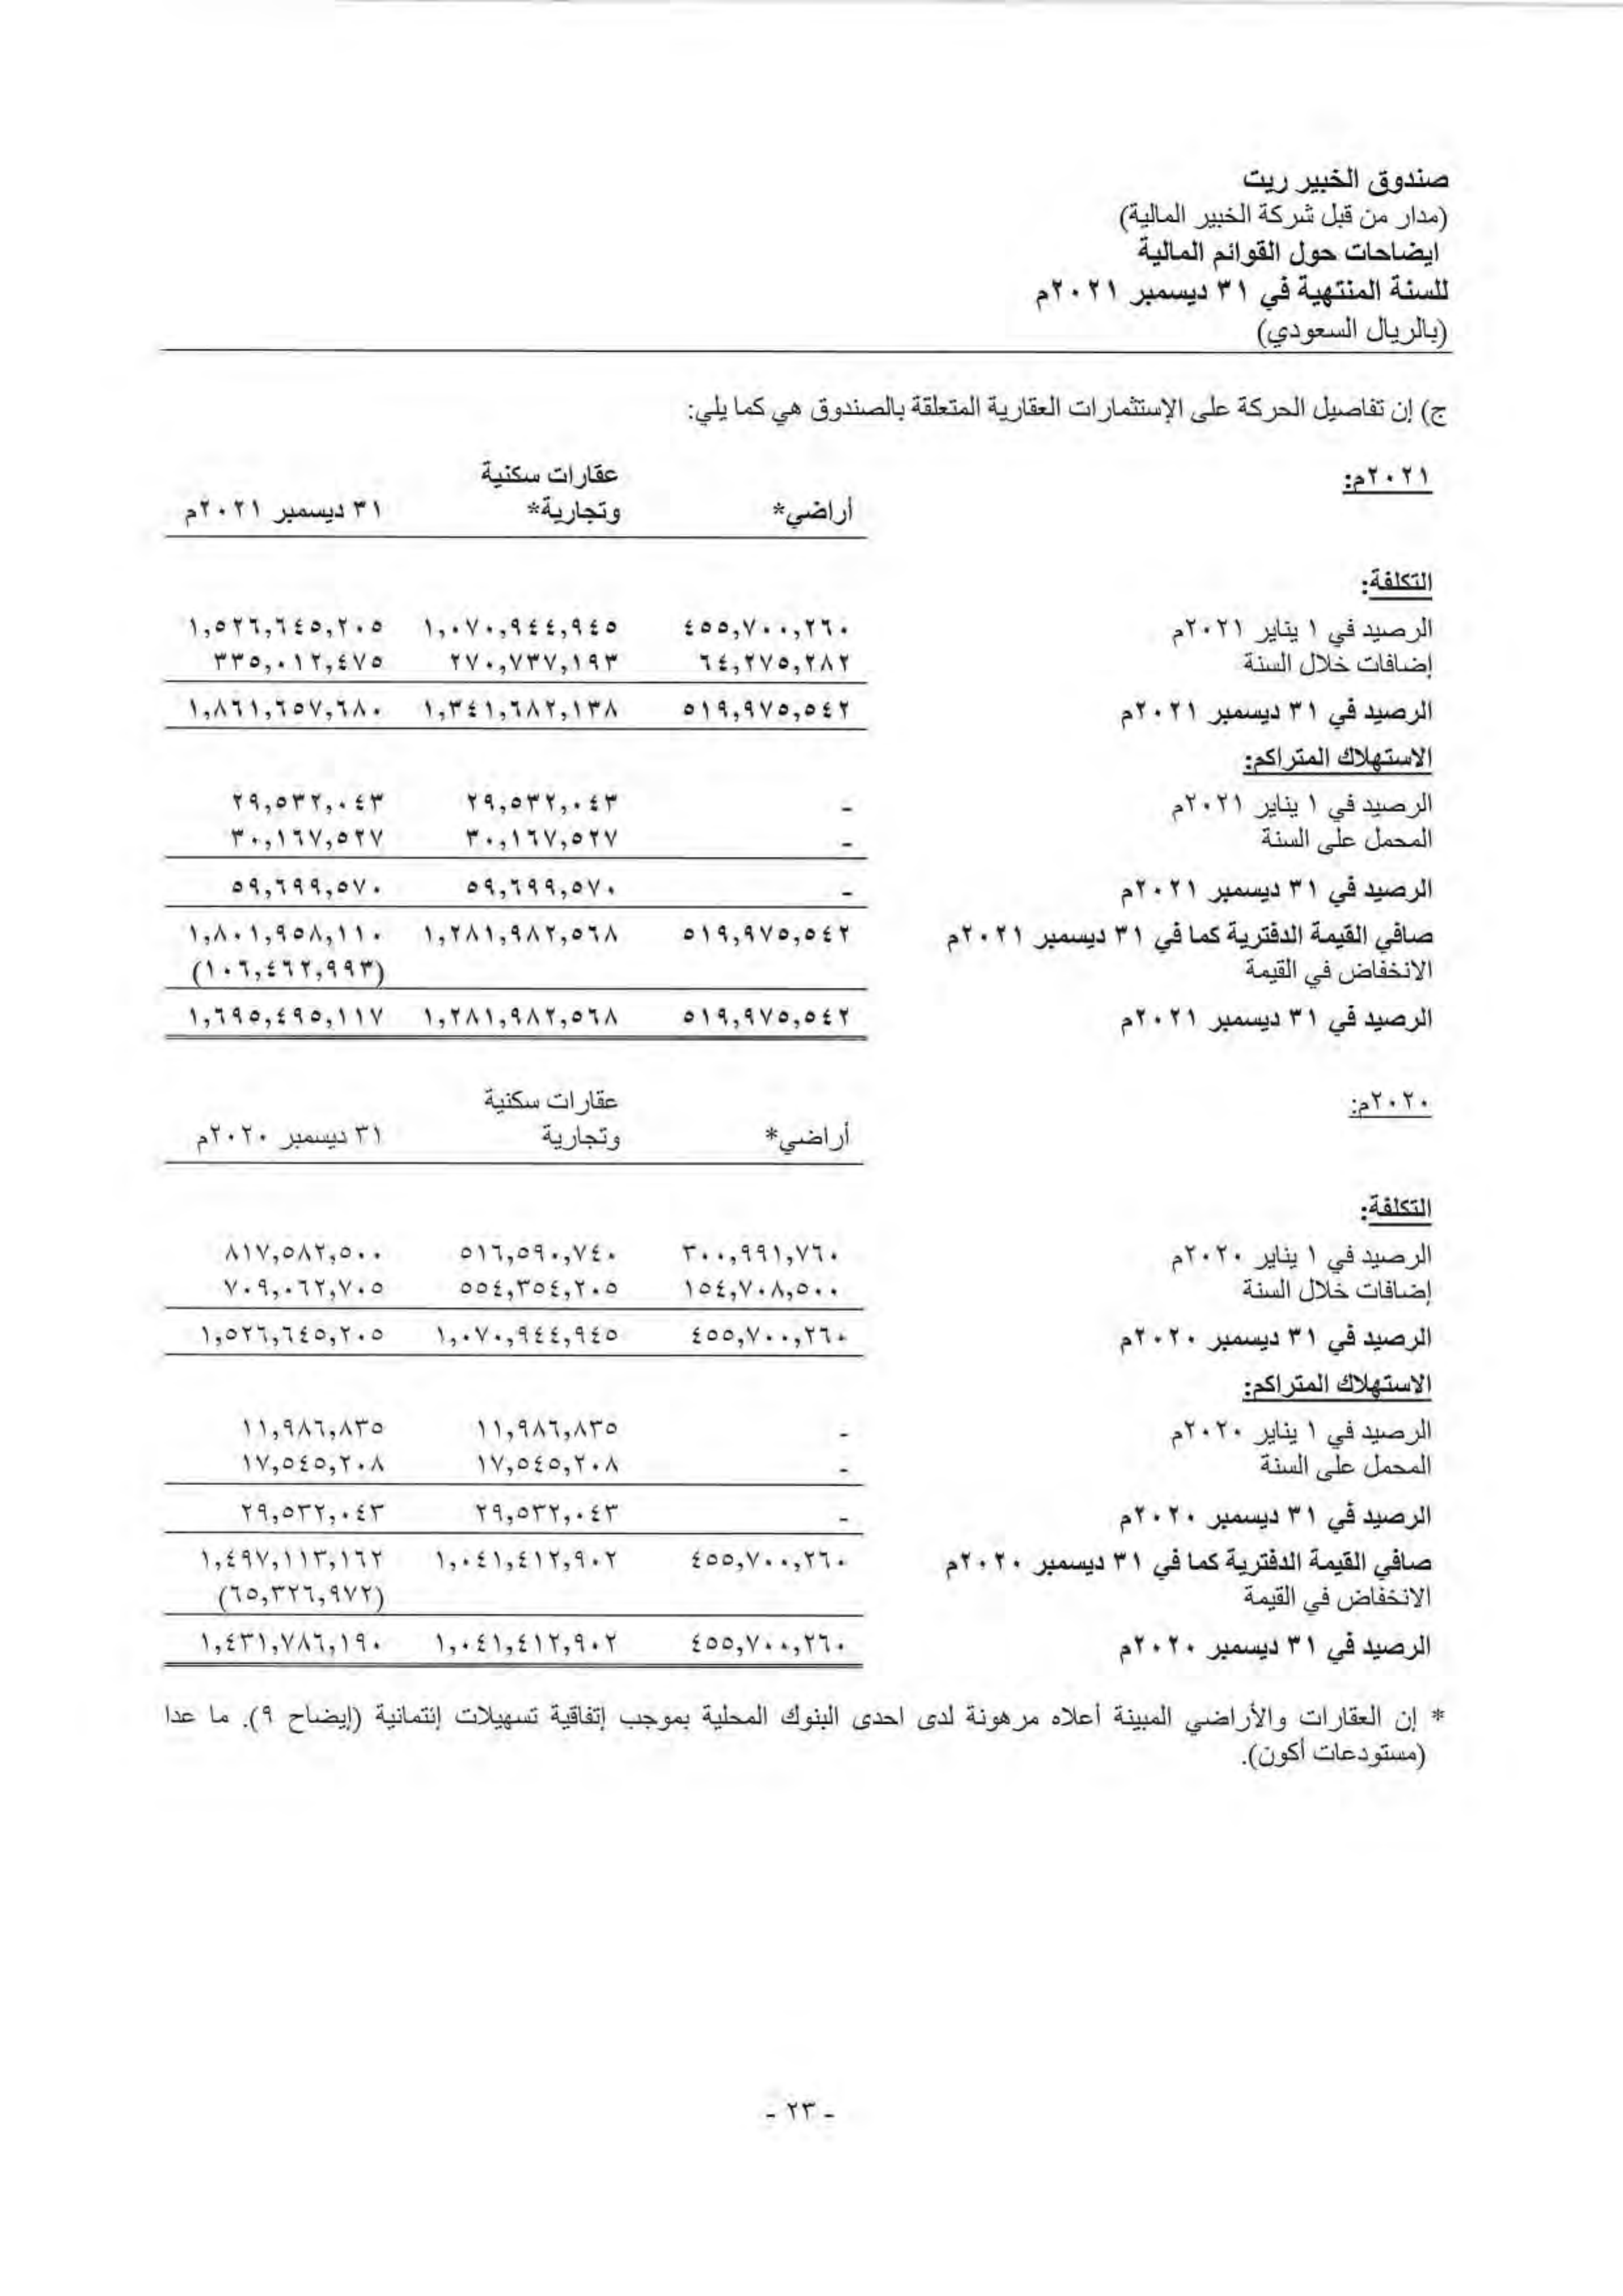 صندوق الخبير ريت
(مدار من قبل شركة الخبير المالية)
ايضاحات حول القوائم المالية
للسنة المنتهية في ٣١ ديسمبر ٢٠٢١م
(بالريال السعودي)
ج) إن تفاصيل الحركة على الإستثمارات العقارية المتعلقة بالصندوق هي كما يلي:
٢٠٢١م: عقارات سكنية
أراضي* وتجارية* ٣١ ديسمبر ٢٠٢١م
التكلفة:
الرصيد في ١ يناير ٢٠٢١م ٤٥٥,٧٠٠,٢٦٠ ١,٠٧٠,٩٤٤,٩٤٥ ١,٥٢٦,٦٤٥,٢٠٥
إضافات خلال السنة ٦٤,٢٧٥,٢٨٢ ٢٧٠,٧٣٧,١٩٣ ٣٣٥,٠١٢,٤٧٥
الرصيد في ٣١ ديسمبر ٢٠٢١م ٥١٩,٩٧٥,٥٤٢ ١,٣٤١,٦٨٢,١٣٨ ١,٨٦١,٦٥٧,٦٨٠
الاستهلاك المتراكم:
الرصيد في ١ يناير ٢٠٢١م - ٢٩,٥٣٢,٠٤٣ ٢٩,٥٣٢,٠٤٣
المحمل على السنة - ٣٠,١٦٧,٥٢٧ ٣٠,١٦٧,٥٢٧
الرصيد في ٣١ ديسمبر ٢٠٢١م - ٥٩,٦٩٩,٥٧٠ ٥٩,٦٩٩,٥٧٠
صافي القيمة الدفترية كما في ٣١ ديسمبر ٢٠٢١م ٥١٩,٩٧٥,٥٤٢ ١,٢٨١,٩٨٢,٥٦٨ ١,٨٠١,٩٥٨,١١٠
الانخفاض في القيمة (١٠٦,٤٦٢,٩٩٣)
الرصيد في ٣١ ديسمبر ٢٠٢١م ٥١٩,٩٧٥,٥٤٢ ١,٢٨١,٩٨٢,٥٦٨ ١,٦٩٥,٤٩٥,١١٧
٢٠٢٠م: عقارات سكنية
أراضي* وتجارية ٣١ ديسمبر ٢٠٢٠م
التكلفة:
الرصيد في ١ يناير ٢٠٢٠م ٣٠٠,٩٩١,٧٦٠ ٥١٦,٥٩٠,٧٤٠ ٨١٧,٥٨٢,٥٠٠
إضافات خلال السنة ١٥٤,٧٠٨,٥٠٠ ٥٥٤,٣٥٤,٢٠٥ ٧٠٩,٠٦٢,٧٠٥
الرصيد في ٣١ ديسمبر ٢٠٢٠م ٤٥٥,٧٠٠,٢٦٠ ١,٠٧٠,٩٤٤,٩٤٥ ١,٥٢٦,٦٤٥,٢٠٥
الاستهلاك المتراكم:
الرصيد في ١ يناير ٢٠٢٠م - ١١,٩٨٦,٨٣٥ ١١,٩٨٦,٨٣٥
المحمل على السنة - ١٧,٥٤٥,٢٠٨ ١٧,٥٤٥,٢٠٨
الرصيد في ٣١ ديسمبر ٢٠٢٠م - ٢٩,٥٣٢,٠٤٣ ٢٩,٥٣٢,٠٤٣
صافي القيمة الدفترية كما في ٣١ ديسمبر ٢٠٢٠م ٤٥٥,٧٠٠,٢٦٠ ١,٠٤١,٤١٢,٩٠٢ ١,٤٩٧,١١٣,١٦٢
الانخفاض في القيمة (٦٥,٣٢٦,٩٧٢)
الرصيد في ٣١ ديسمبر ٢٠٢٠م ٤٥٥,٧٠٠,٢٦٠ ١,٠٤١,٤١٢,٩٠٢ ١,٤٣١,٧٨٦,١٩٠
* إن العقارات والأراضي المبينة أعلاه مرهونة لدى احدى البنوك المحلية بموجب إتفاقية تسهيلات إئتمانية (إيضاح ٩). ما عدا
(مستودعات أكون).
- ٢٣ -